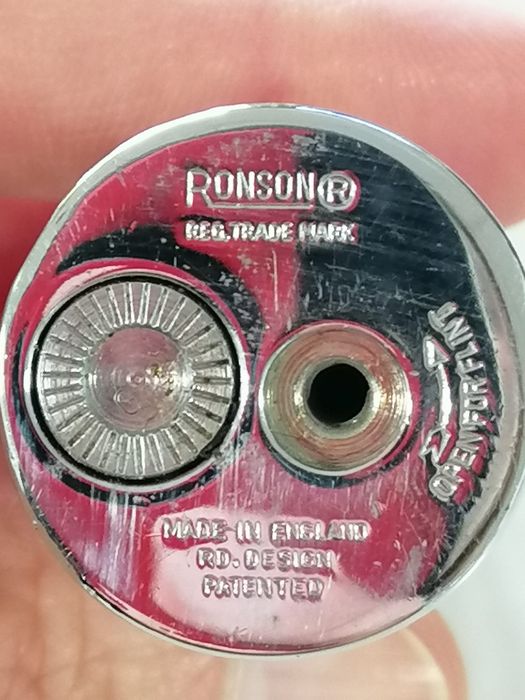 RONSON®
REG. TRADE MARK
OPEN FOR FLINT
MADE IN ENGLAND
RD. DESIGN
PATENTED